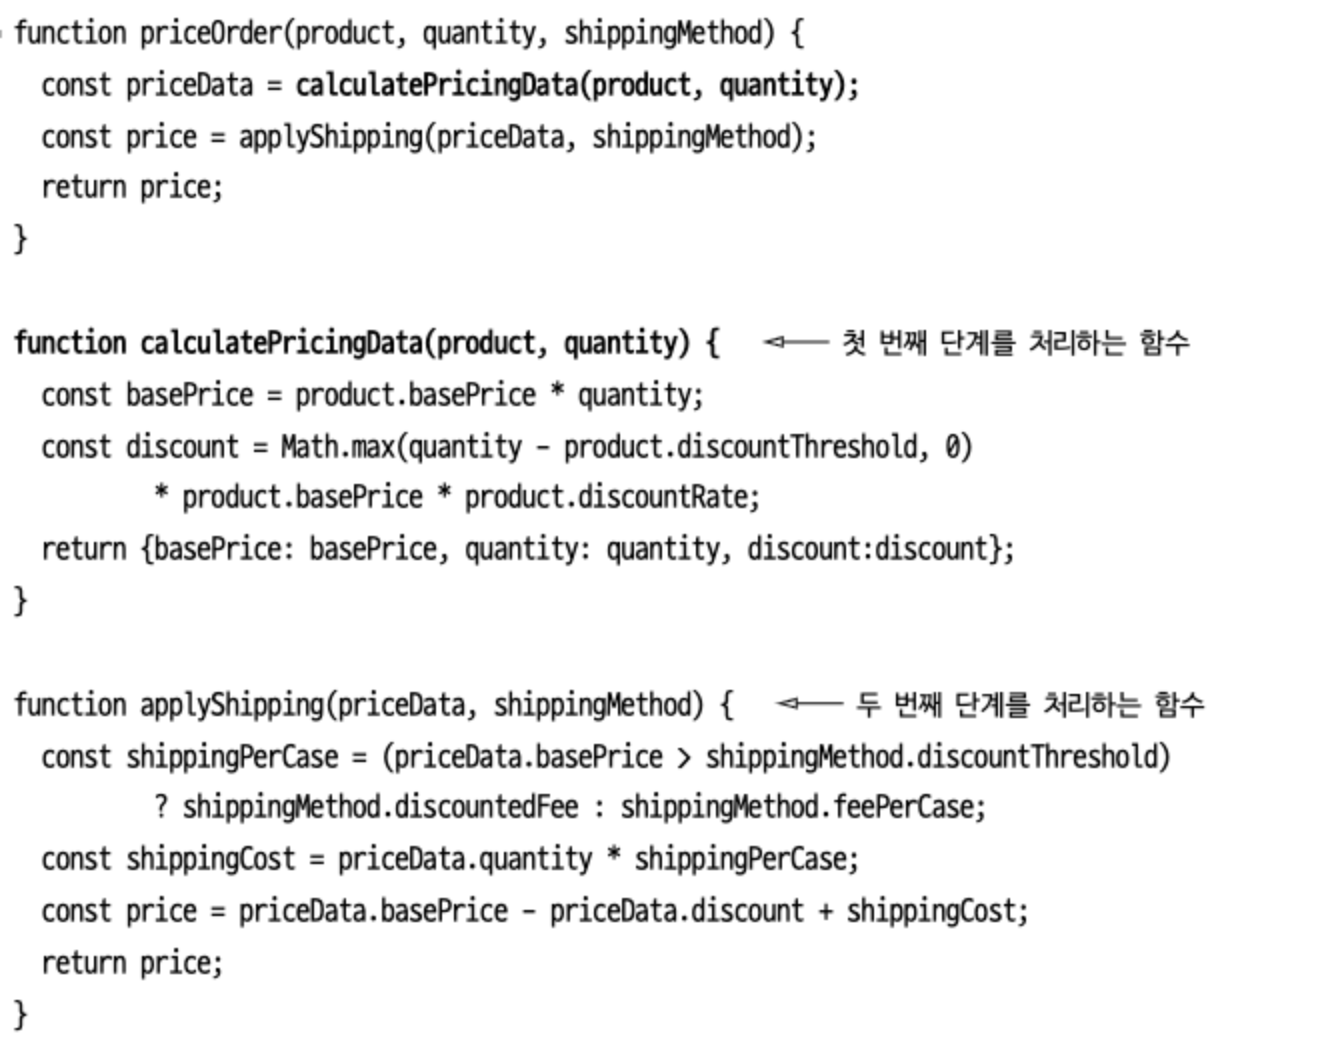 function priceOrder(product, quantity, shippingMethod) {
  const priceData = calculatePricingData(product, quantity);
  const price = applyShipping(priceData, shippingMethod);
  return price;
}

function calculatePricingData(product, quantity) { ← 첫 번째 단계를 처리하는 함수
  const basePrice = product.basePrice * quantity;
  const discount = Math.max(quantity - product.discountThreshold, 0)
          * product.basePrice * product.discountRate;
  return {basePrice: basePrice, quantity: quantity, discount:discount};
}

function applyShipping(priceData, shippingMethod) { ← 두 번째 단계를 처리하는 함수
  const shippingPerCase = (priceData.basePrice > shippingMethod.discountThreshold)
          ? shippingMethod.discountedFee : shippingMethod.feePerCase;
  const shippingCost = priceData.quantity * shippingPerCase;
  const price = priceData.basePrice - priceData.discount + shippingCost;
  return price;
}